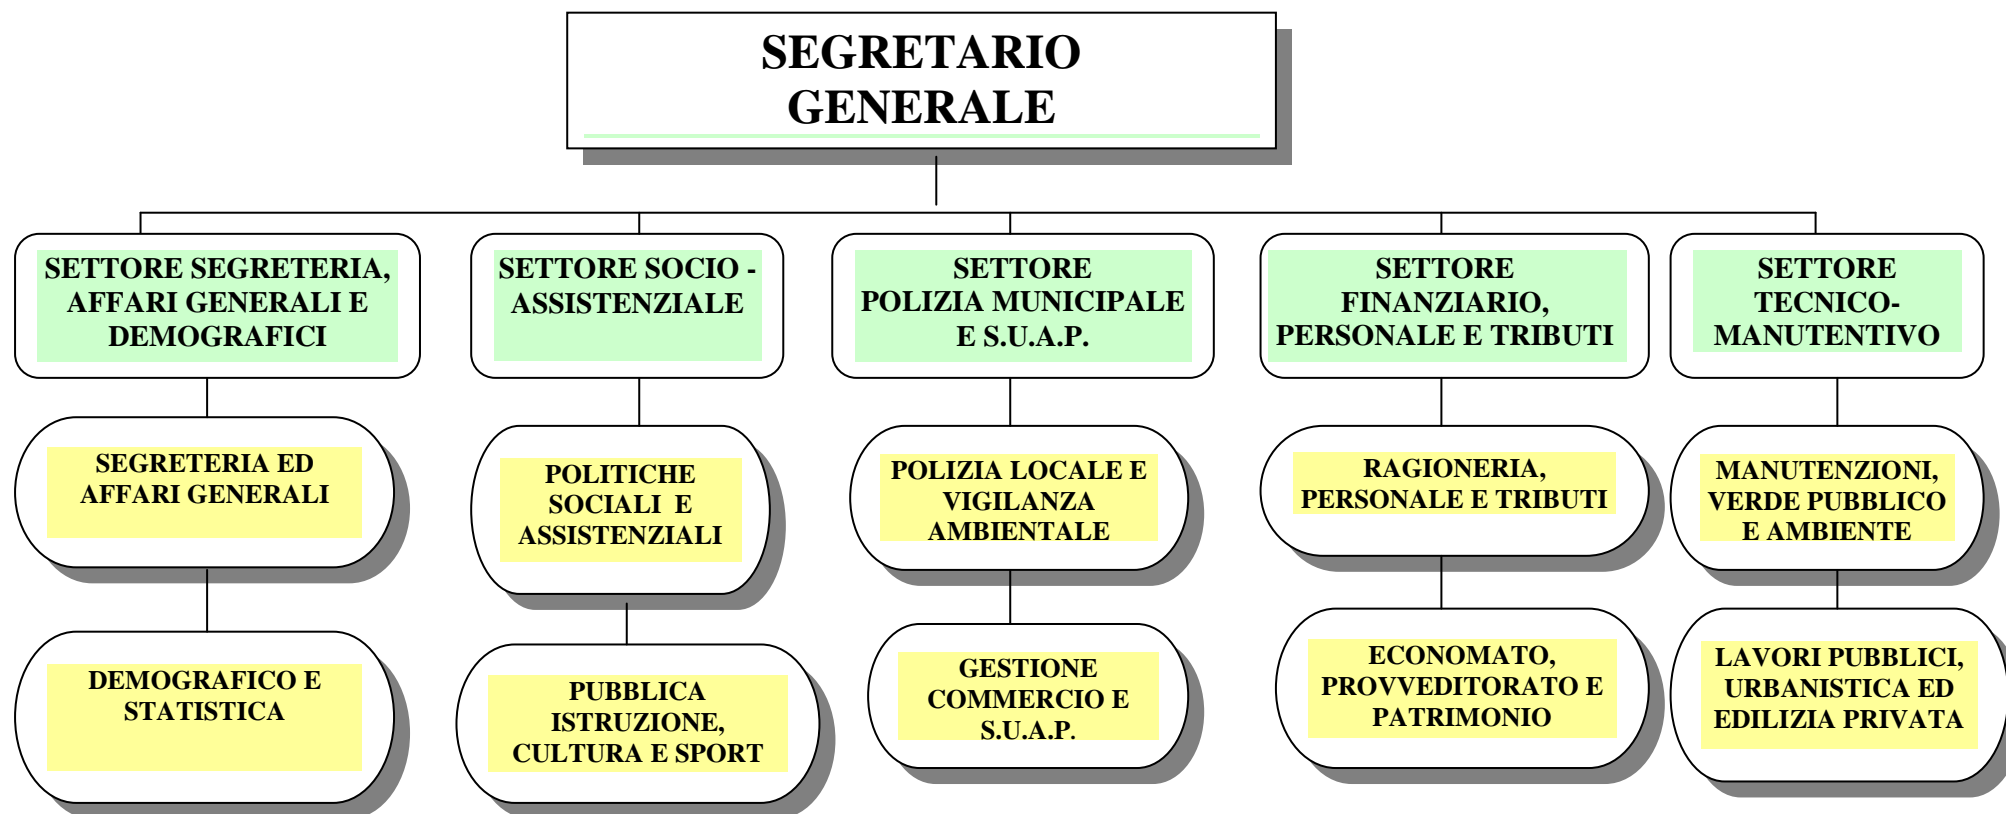 SEGRETARIO
GENERALE
SETTORE SEGRETERIA,
AFFARI GENERALI E
DEMOGRAFICI
SETTORE SOCIO -
ASSISTENZIALE
SETTORE
POLIZIA MUNICIPALE
E S.U.A.P.
SETTORE
FINANZIARIO,
PERSONALE E TRIBUTI
SETTORE
TECNICO-
MANUTENTIVO
SEGRETERIA ED
AFFARI GENERALI
POLITICHE
SOCIALI E
ASSISTENZIALI
POLIZIA LOCALE E
VIGILANZA
AMBIENTALE
RAGIONERIA,
PERSONALE E TRIBUTI
MANUTENZIONI,
VERDE PUBBLICO
E AMBIENTE
DEMOGRAFICO E
STATISTICA
PUBBLICA
ISTRUZIONE,
CULTURA E SPORT
GESTIONE
COMMERCIO E
S.U.A.P.
ECONOMATO,
PROVVEDITORATO E
PATRIMONIO
LAVORI PUBBLICI,
URBANISTICA ED
EDILIZIA PRIVATA